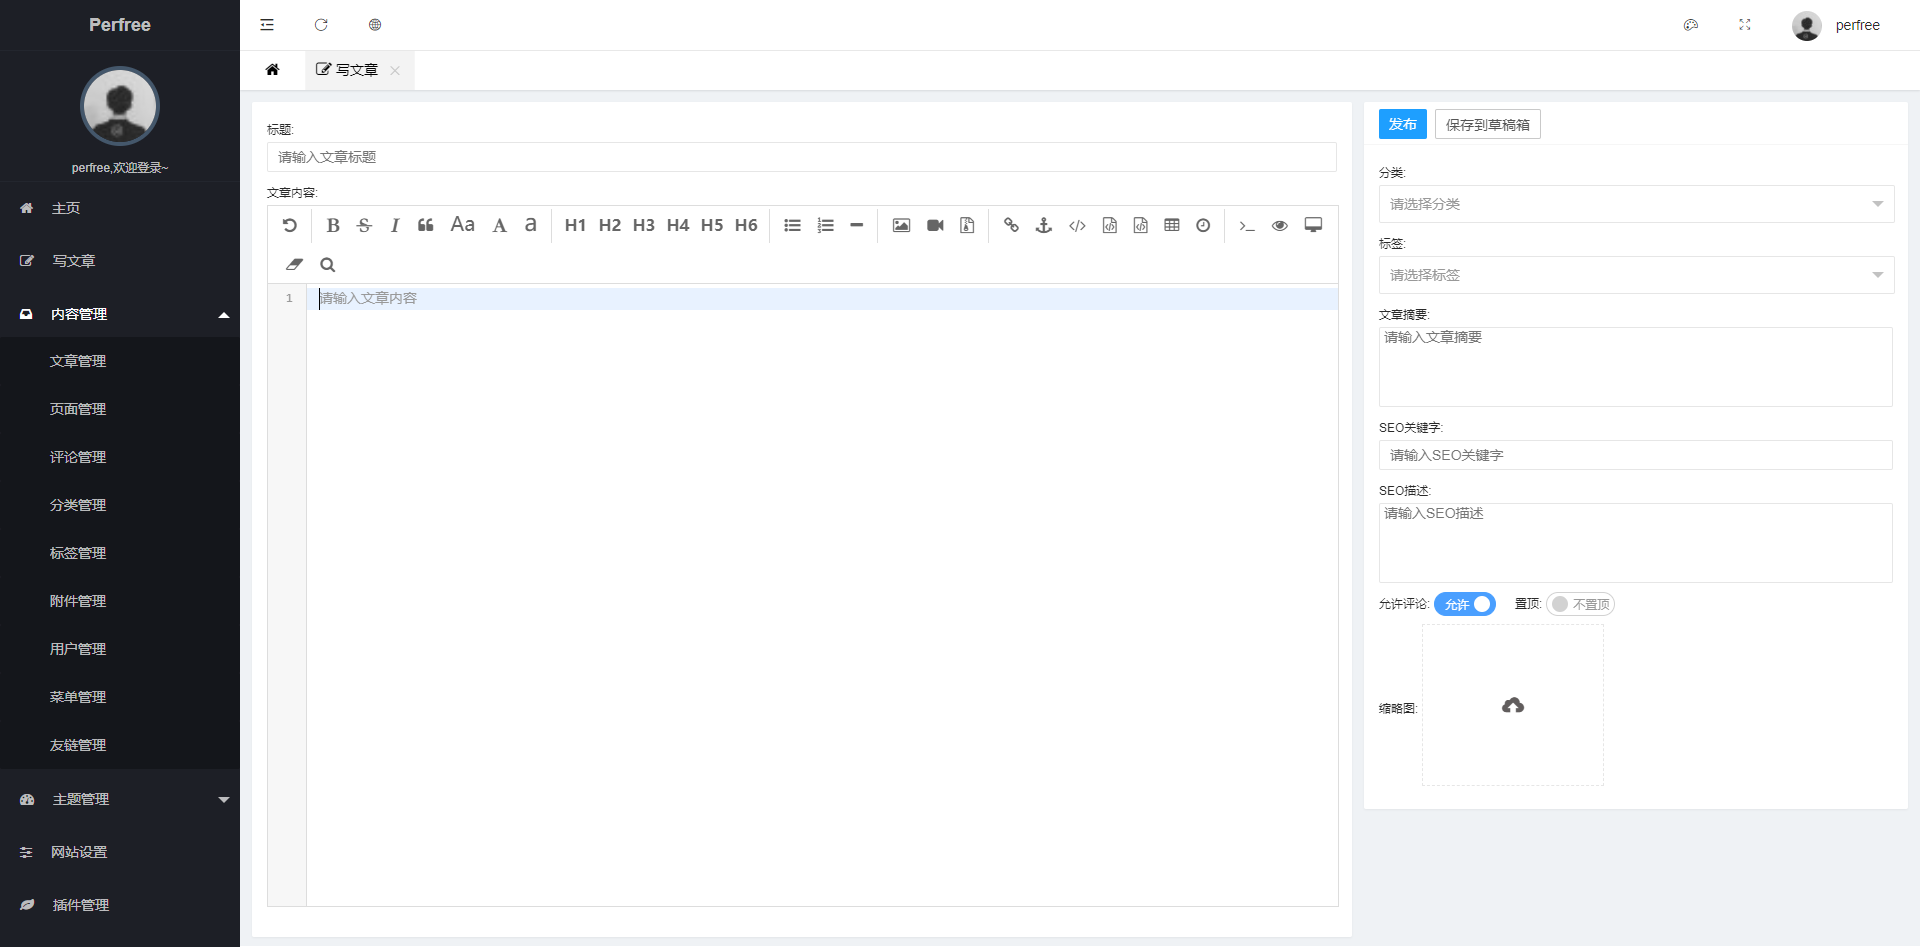 Perfree
perfree,欢迎登录~
主页
写文章
内容管理
文章管理
页面管理
评论管理
分类管理
标签管理
附件管理
用户管理
菜单管理
友链管理
主题管理
网站设置
插件管理
perfree
写文章
标题:
请输入文章标题
文章内容:
B S I Aa A a H1 H2 H3 H4 H5 H6
1 请输入文章内容
发布 保存到草稿箱
分类:
请选择分类
标签:
请选择标签
文章摘要:
请输入文章摘要
SEO关键字:
请输入SEO关键字
SEO描述:
请输入SEO描述
允许评论: 允许 置顶: 不置顶
缩略图: